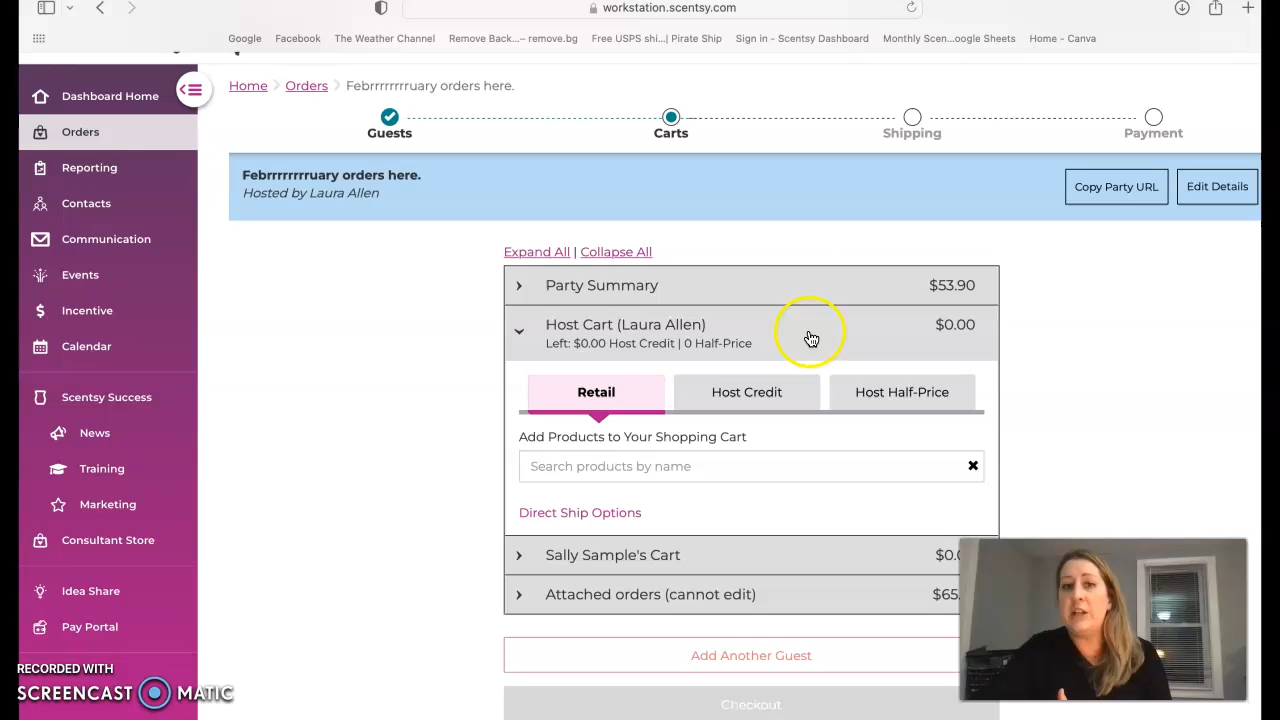 workstation.scentsy.com
Google Facebook The Weather Channel Remove Back...– remove.bg Free USPS shi...| Pirate Ship Sign in - Scentsy Dashboard Monthly Scen...oogle Sheets Home - Canva
Dashboard Home
Orders
Reporting
Contacts
Communication
Events
Incentive
Calendar
Scentsy Success
News
Training
Marketing
Consultant Store
Idea Share
Pay Portal
Home Orders Febrrrrrrruary orders here.
Guests Carts Shipping Payment
Febrrrrrrruary orders here.
Hosted by Laura Allen
Copy Party URL Edit Details
Expand All | Collapse All
Party Summary $53.90
Host Cart (Laura Allen) $0.00
Left: $0.00 Host Credit | 0 Half-Price
Retail Host Credit Host Half-Price
Add Products to Your Shopping Cart
Search products by name
Direct Ship Options
Sally Sample's Cart
Attached orders (cannot edit)
Add Another Guest
Checkout
RECORDED WITH
SCREENCAST MATIC